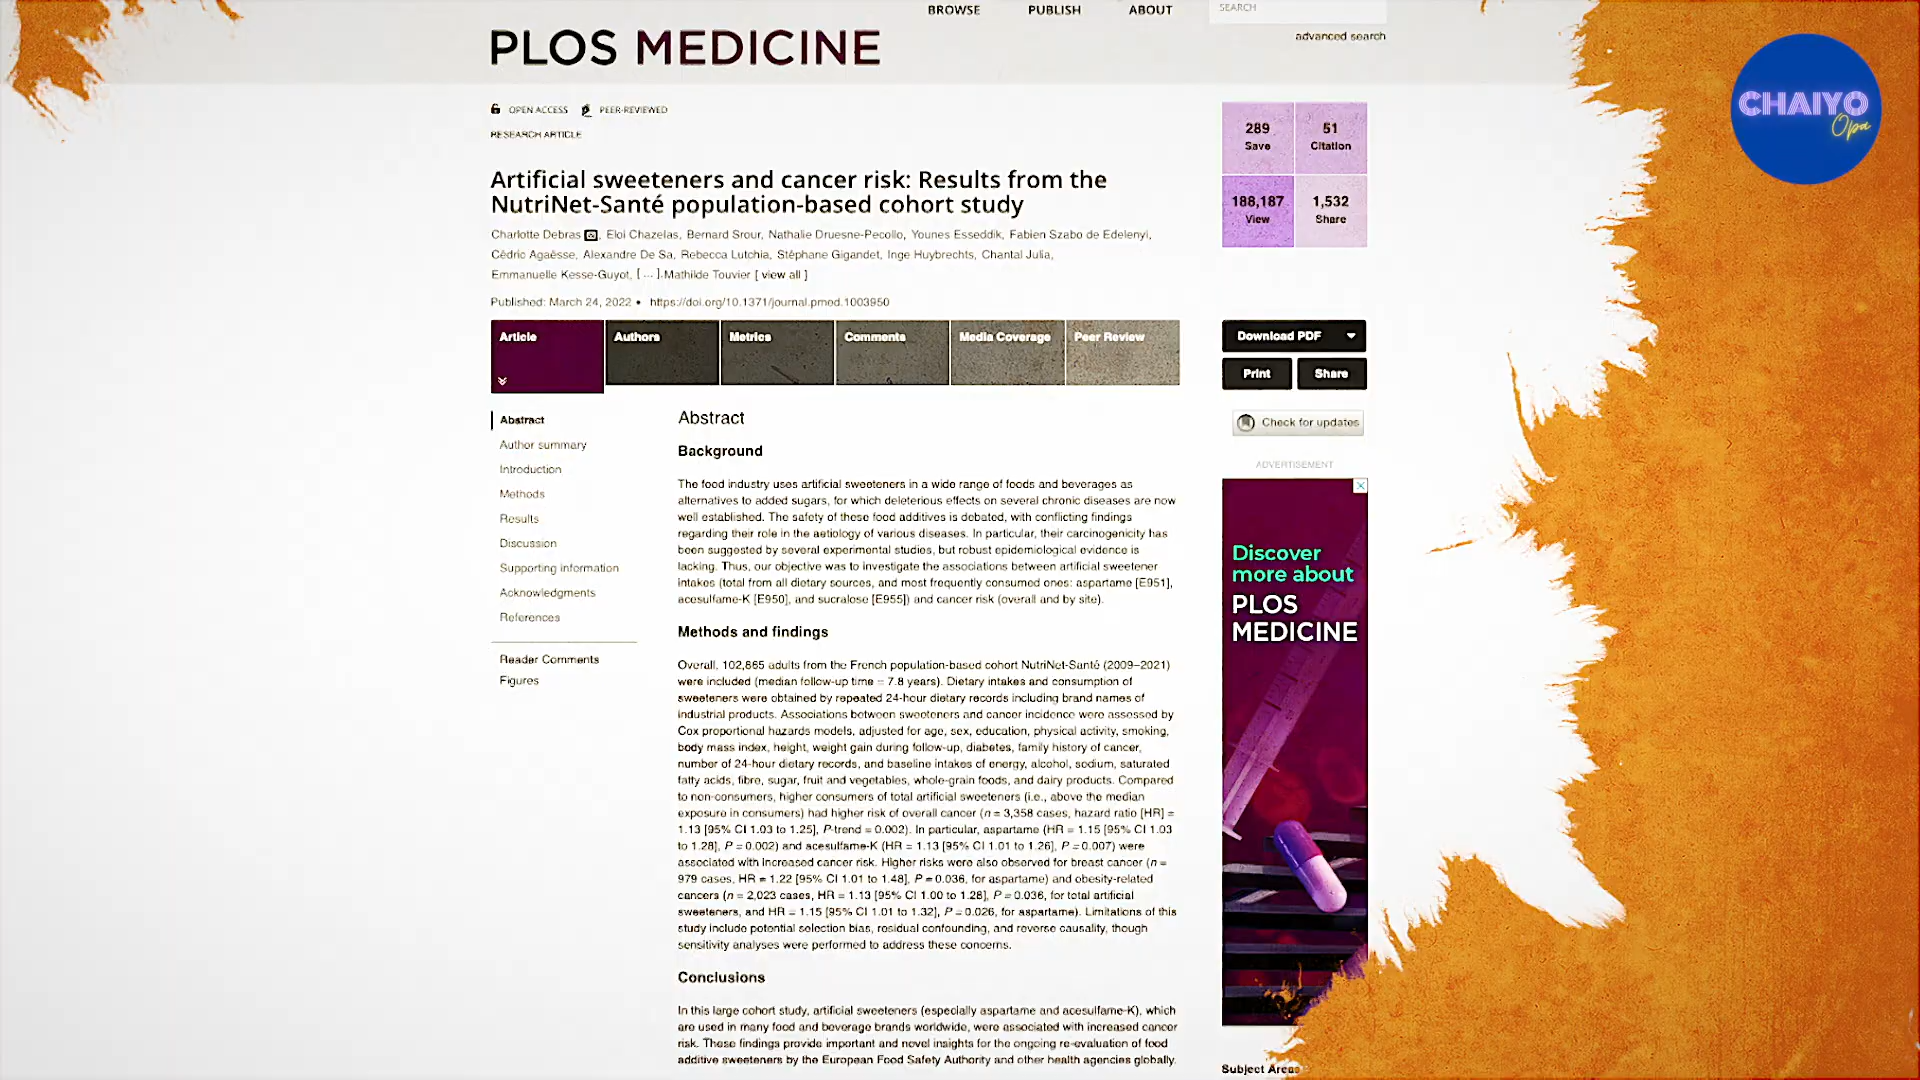 BROWSE PUBLISH ABOUT
SEARCH
advanced search
PLOS MEDICINE
CHAIYO
Opa
OPEN ACCESS PEER-REVIEWED
RESEARCH ARTICLE
289
Save
51
Citation
188,187
View
1,532
Share
Artificial sweeteners and cancer risk: Results from the
NutriNet-Santé population-based cohort study
Charlotte Debras, Eloi Chazelas, Bernard Srour, Nathalie Druesne-Pecollo, Younes Esseddik, Fabien Szabo de Edelenyi,
Cédric Agaësse, Alexandre De Sa, Rebecca Lutchia, Stéphane Gigandet, Inge Huybrechts, Chantal Julia,
Emmanuelle Kesse-Guyot, [ ... ], Mathilde Touvier [ view all ]
Published: March 24, 2022 • https://doi.org/10.1371/journal.pmed.1003950
Article Authors Metrics Comments Media Coverage Peer Review
Download PDF
Print Share
Check for updates
ADVERTISEMENT
Discover
more about
PLOS
MEDICINE
Subject Areas
Abstract
Author summary
Introduction
Methods
Results
Discussion
Supporting information
Acknowledgments
References
Reader Comments
Figures
Abstract
Background
The food industry uses artificial sweeteners in a wide range of foods and beverages as
alternatives to added sugars, for which deleterious effects on several chronic diseases are now
well established. The safety of these food additives is debated, with conflicting findings
regarding their role in the aetiology of various diseases. In particular, their carcinogenicity has
been suggested by several experimental studies, but robust epidemiological evidence is
lacking. Thus, our objective was to investigate the associations between artificial sweetener
intakes (total from all dietary sources, and most frequently consumed ones: aspartame [E951],
acesulfame-K [E950], and sucralose [E955]) and cancer risk (overall and by site).
Methods and findings
Overall, 102,865 adults from the French population-based cohort NutriNet-Santé (2009–2021)
were included (median follow-up time = 7.8 years). Dietary intakes and consumption of
sweeteners were obtained by repeated 24-hour dietary records including brand names of
industrial products. Associations between sweeteners and cancer incidence were assessed by
Cox proportional hazards models, adjusted for age, sex, education, physical activity, smoking,
body mass index, height, weight gain during follow-up, diabetes, family history of cancer,
number of 24-hour dietary records, and baseline intakes of energy, alcohol, sodium, saturated
fatty acids, fibre, sugar, fruit and vegetables, whole-grain foods, and dairy products. Compared
to non-consumers, higher consumers of total artificial sweeteners (i.e., above the median
exposure in consumers) had higher risk of overall cancer (n = 3,358 cases, hazard ratio [HR] =
1.13 [95% CI 1.03 to 1.25], P-trend = 0.002). In particular, aspartame (HR = 1.15 [95% CI 1.03
to 1.28], P = 0.002) and acesulfame-K (HR = 1.13 [95% CI 1.01 to 1.26], P = 0.007) were
associated with increased cancer risk. Higher risks were also observed for breast cancer (n =
979 cases, HR = 1.22 [95% CI 1.01 to 1.48], P = 0.036, for aspartame) and obesity-related
cancers (n = 2,023 cases, HR = 1.13 [95% CI 1.00 to 1.28], P = 0.036, for total artificial
sweeteners, and HR = 1.15 [95% CI 1.01 to 1.32], P = 0.026, for aspartame). Limitations of this
study include potential selection bias, residual confounding, and reverse causality, though
sensitivity analyses were performed to address these concerns.
Conclusions
In this large cohort study, artificial sweeteners (especially aspartame and acesulfame-K), which
are used in many food and beverage brands worldwide, were associated with increased cancer
risk. These findings provide important and novel insights for the ongoing re-evaluation of food
additive sweeteners by the European Food Safety Authority and other health agencies globally.